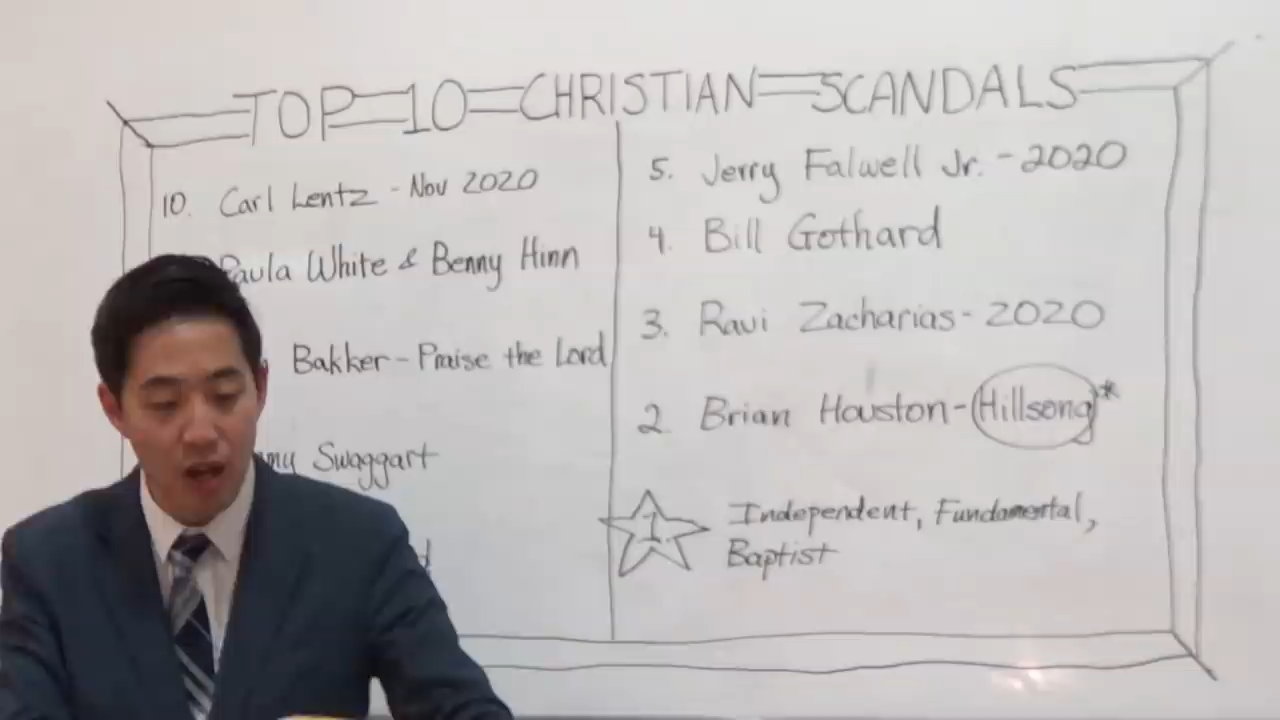 TOP 10 CHRISTIAN SCANDALS
10. Carl Lentz - Nov 2020
Paula White & Benny Hinn
Bakker - Praise the Lord
my Swaggart
d
5. Jerry Falwell Jr. - 2020
4. Bill Gothard
3. Ravi Zacharias - 2020
2. Brian Houston - Hillsong*
1 Independent, Fundamental,
Baptist